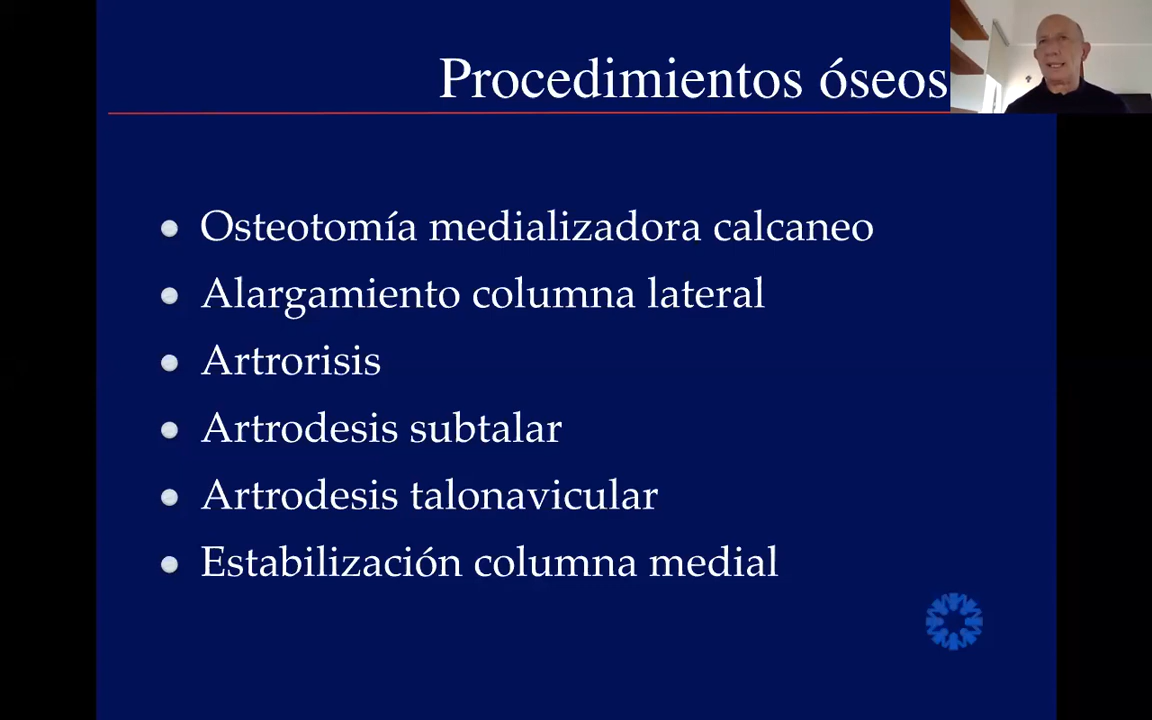 Procedimientos óseos
Osteotomía medializadora calcaneo
Alargamiento columna lateral
Artrorisis
Artrodesis subtalar
Artrodesis talonavicular
Estabilización columna medial